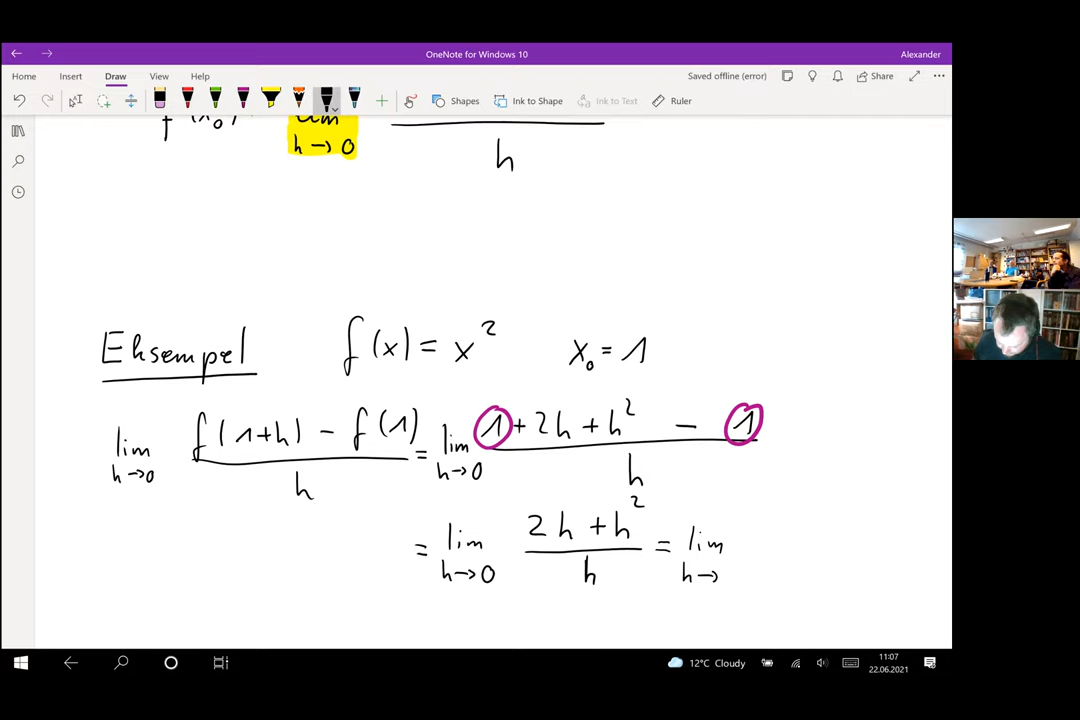 OneNote for Windows 10
Alexander
Home Insert Draw View Help
Saved offline (error)
Share
Shapes
Ink to Shape
Ink to Text
Ruler
f'(x₀) lim
h→0
h
Eksempel f(x) = x² x₀ = 1
lim h→0 (f(1+h) − f(1))/h = lim h→0 (1 + 2h + h² − 1)/h
= lim h→0 (2h + h²)/h = lim h→
12°C Cloudy
11:07
22.06.2021